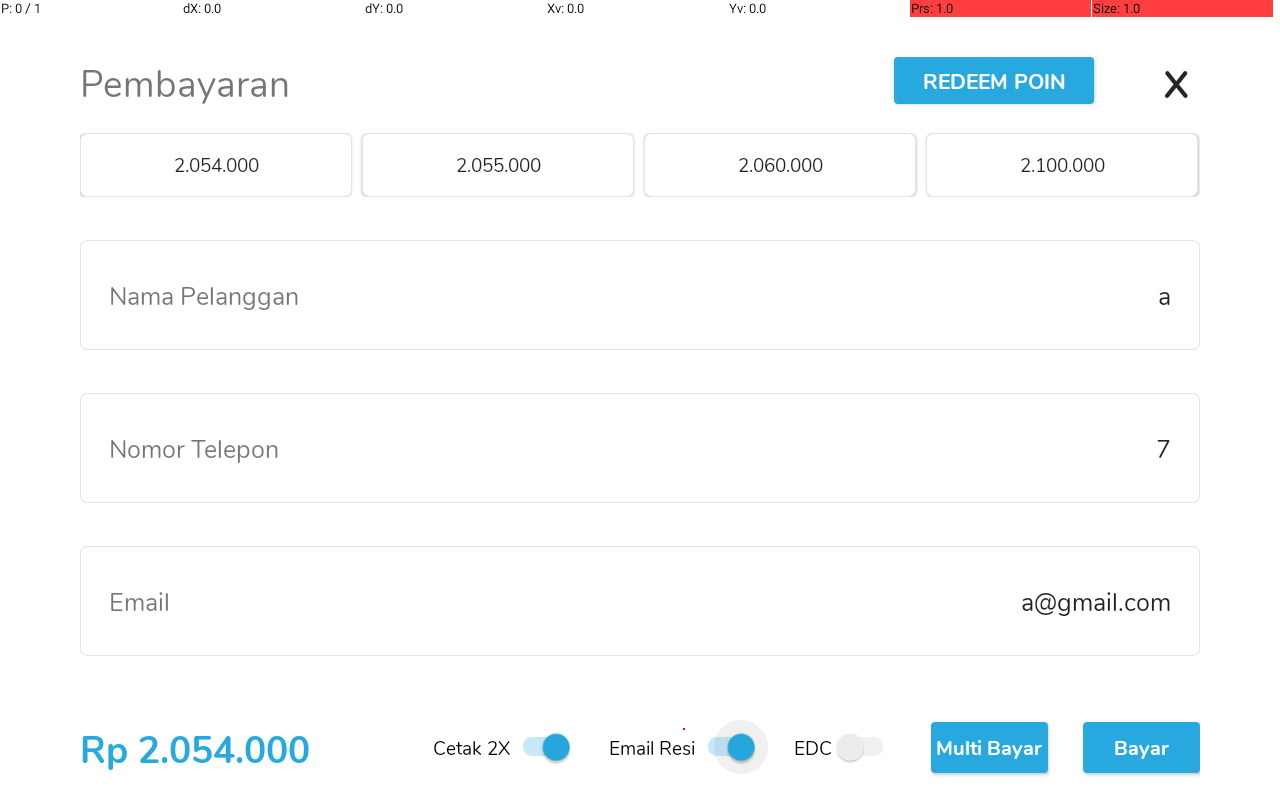 P: 0 / 1 dX: 0.0 dY: 0.0 Xv: 0.0 Yv: 0.0 Prs: 1.0 Size: 1.0
Pembayaran REDEEM POIN X
2.054.000 2.055.000 2.060.000 2.100.000
Nama Pelanggan a
Nomor Telepon 7
Email a@gmail.com
Rp 2.054.000 Cetak 2X Email Resi EDC Multi Bayar Bayar